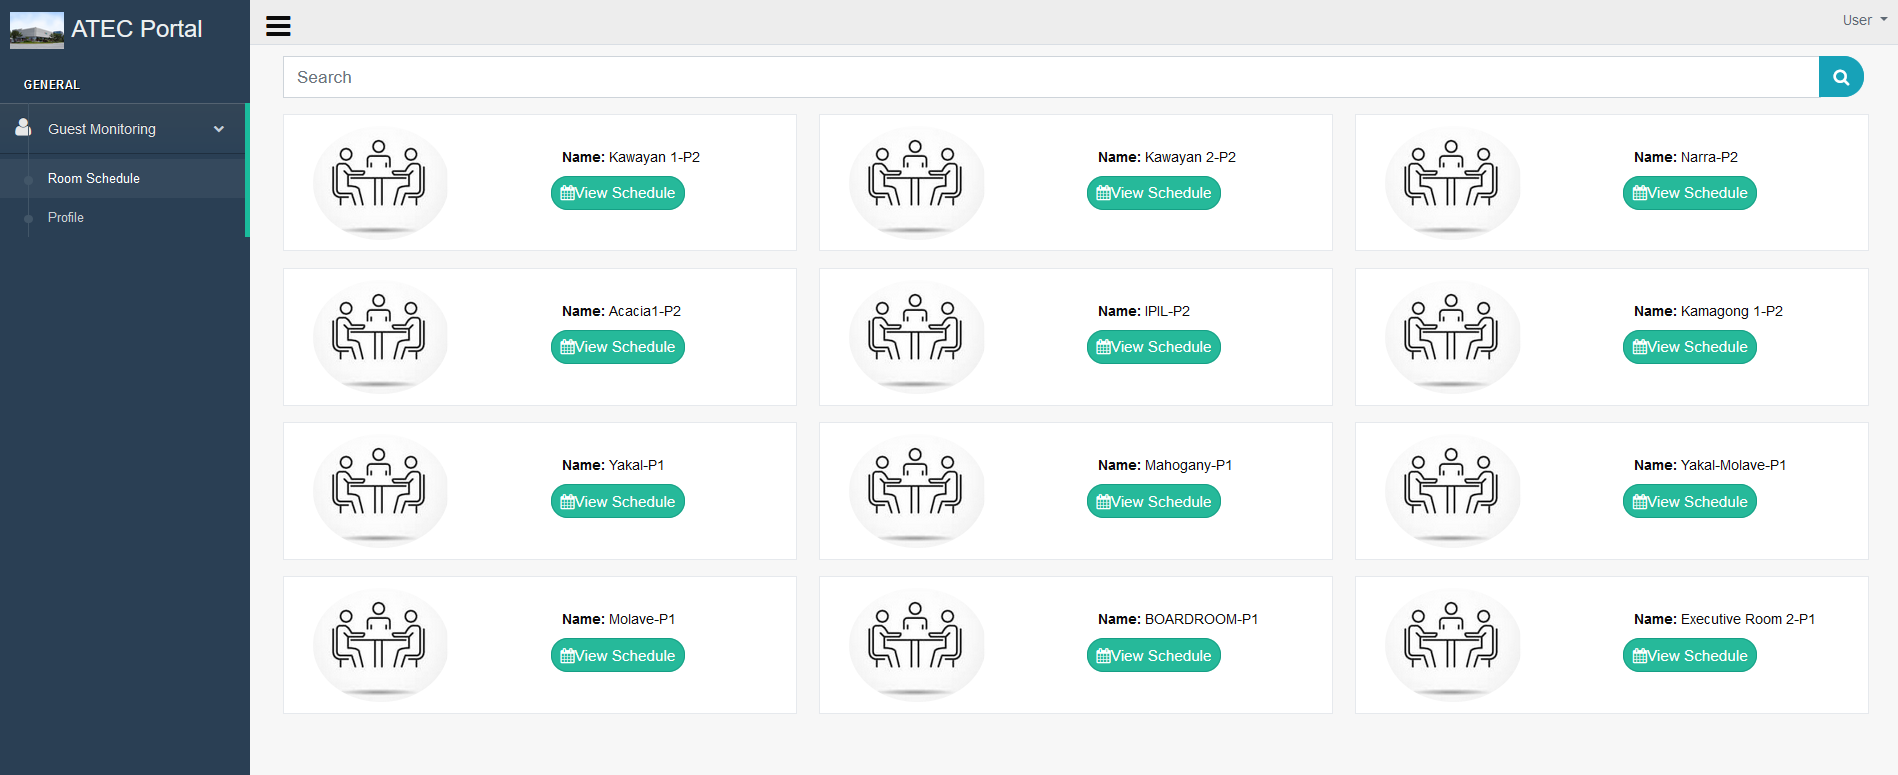 ATEC Portal
User
GENERAL
Guest Monitoring
Room Schedule
Profile
Search
Name: Kawayan 1-P2
View Schedule
Name: Kawayan 2-P2
View Schedule
Name: Narra-P2
View Schedule
Name: Acacia1-P2
View Schedule
Name: IPIL-P2
View Schedule
Name: Kamagong 1-P2
View Schedule
Name: Yakal-P1
View Schedule
Name: Mahogany-P1
View Schedule
Name: Yakal-Molave-P1
View Schedule
Name: Molave-P1
View Schedule
Name: BOARDROOM-P1
View Schedule
Name: Executive Room 2-P1
View Schedule